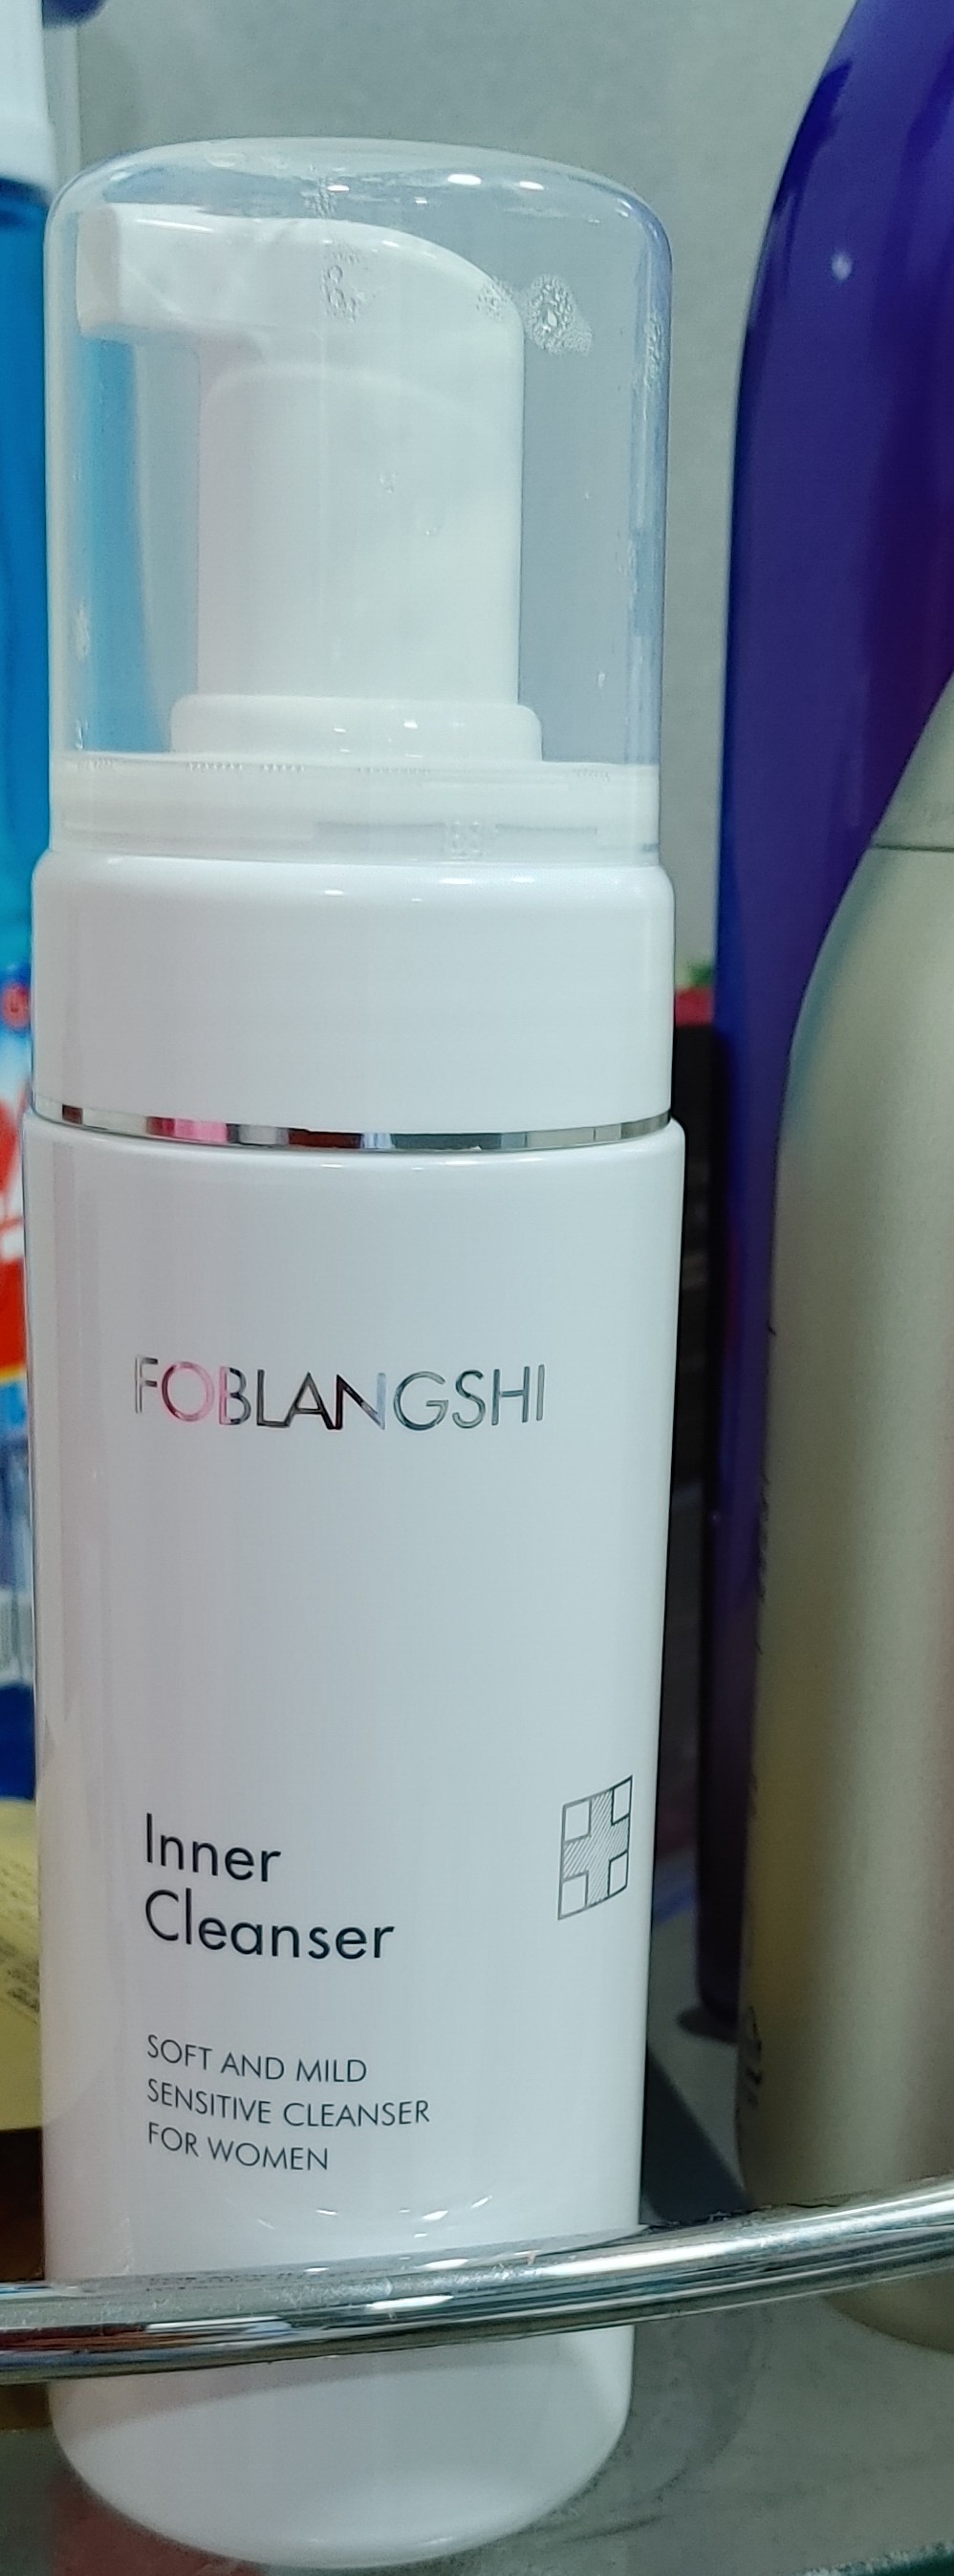 FOBLANGSHI
Inner
Cleanser
SOFT AND MILD
SENSITIVE CLEANSER
FOR WOMEN